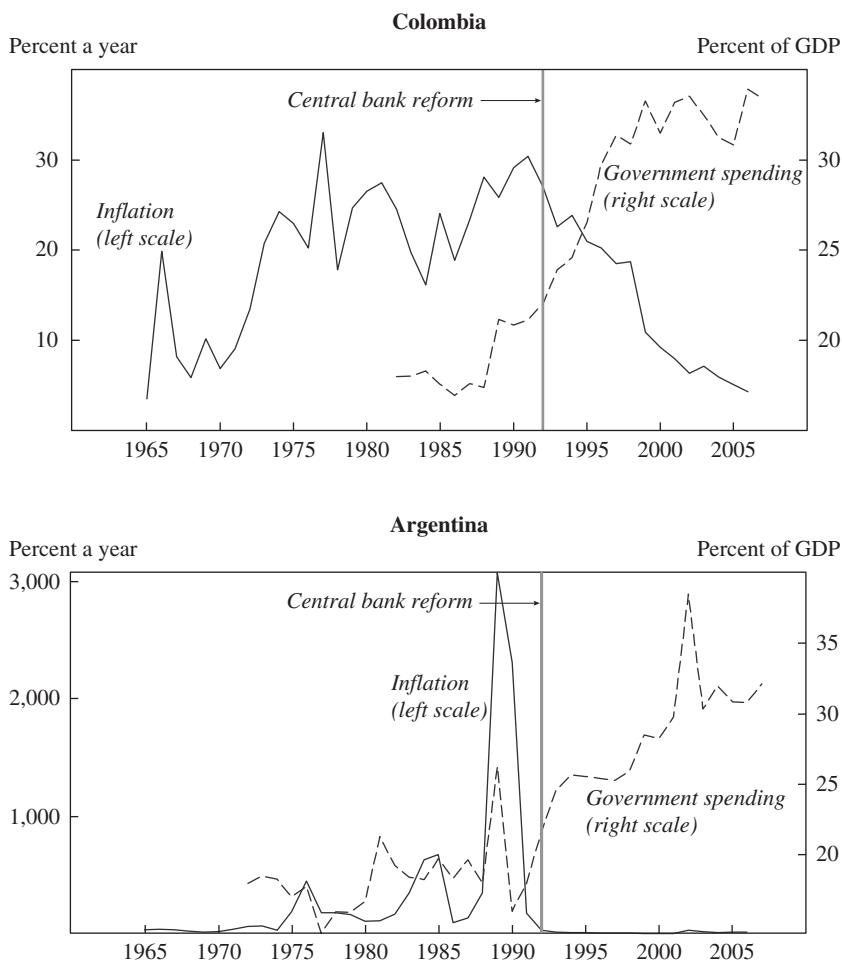 Colombia
Percent a year
Percent of GDP
Central bank reform
30
30
Government spending
(right scale)
Inflation
(left scale)
20
25
10
20
1965
1970
1975
1980
1985
1990
1995
2000
2005
Argentina
Percent a year
Percent of GDP
3,000
Central bank reform
35
Inflation
(left scale)
2,000
30
25
Government spending
(right scale)
1,000
20
1965
1970
1975
1980
1985
1990
1995
2000
2005